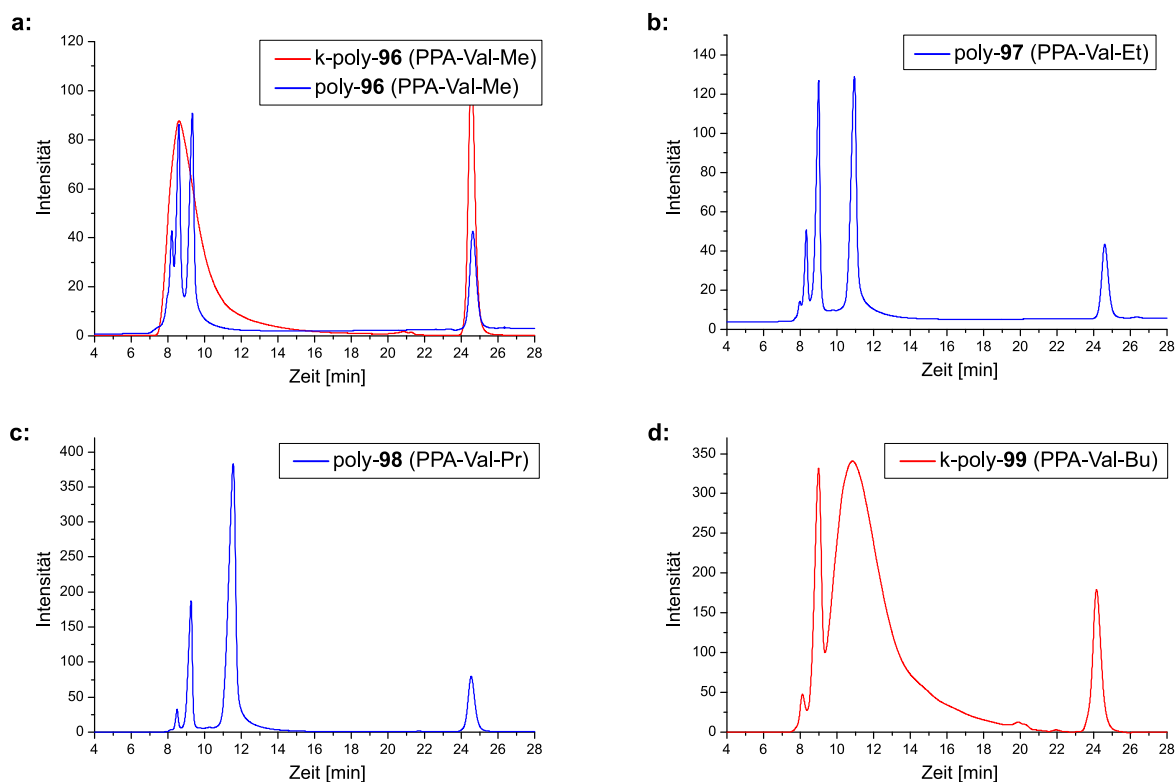 a:
k-poly-96 (PPA-Val-Me)
poly-96 (PPA-Val-Me)
Intensität
120
100
80
60
40
20
0
4 6 8 10 12 14 16 18 20 22 24 26 28
Zeit [min]
b:
poly-97 (PPA-Val-Et)
Intensität
140
120
100
80
60
40
20
0
4 6 8 10 12 14 16 18 20 22 24 26 28
Zeit [min]
c:
poly-98 (PPA-Val-Pr)
Intensität
400
350
300
250
200
150
100
50
0
4 6 8 10 12 14 16 18 20 22 24 26 28
Zeit [min]
d:
k-poly-99 (PPA-Val-Bu)
Intensität
350
300
250
200
150
100
50
0
4 6 8 10 12 14 16 18 20 22 24 26 28
Zeit [min]